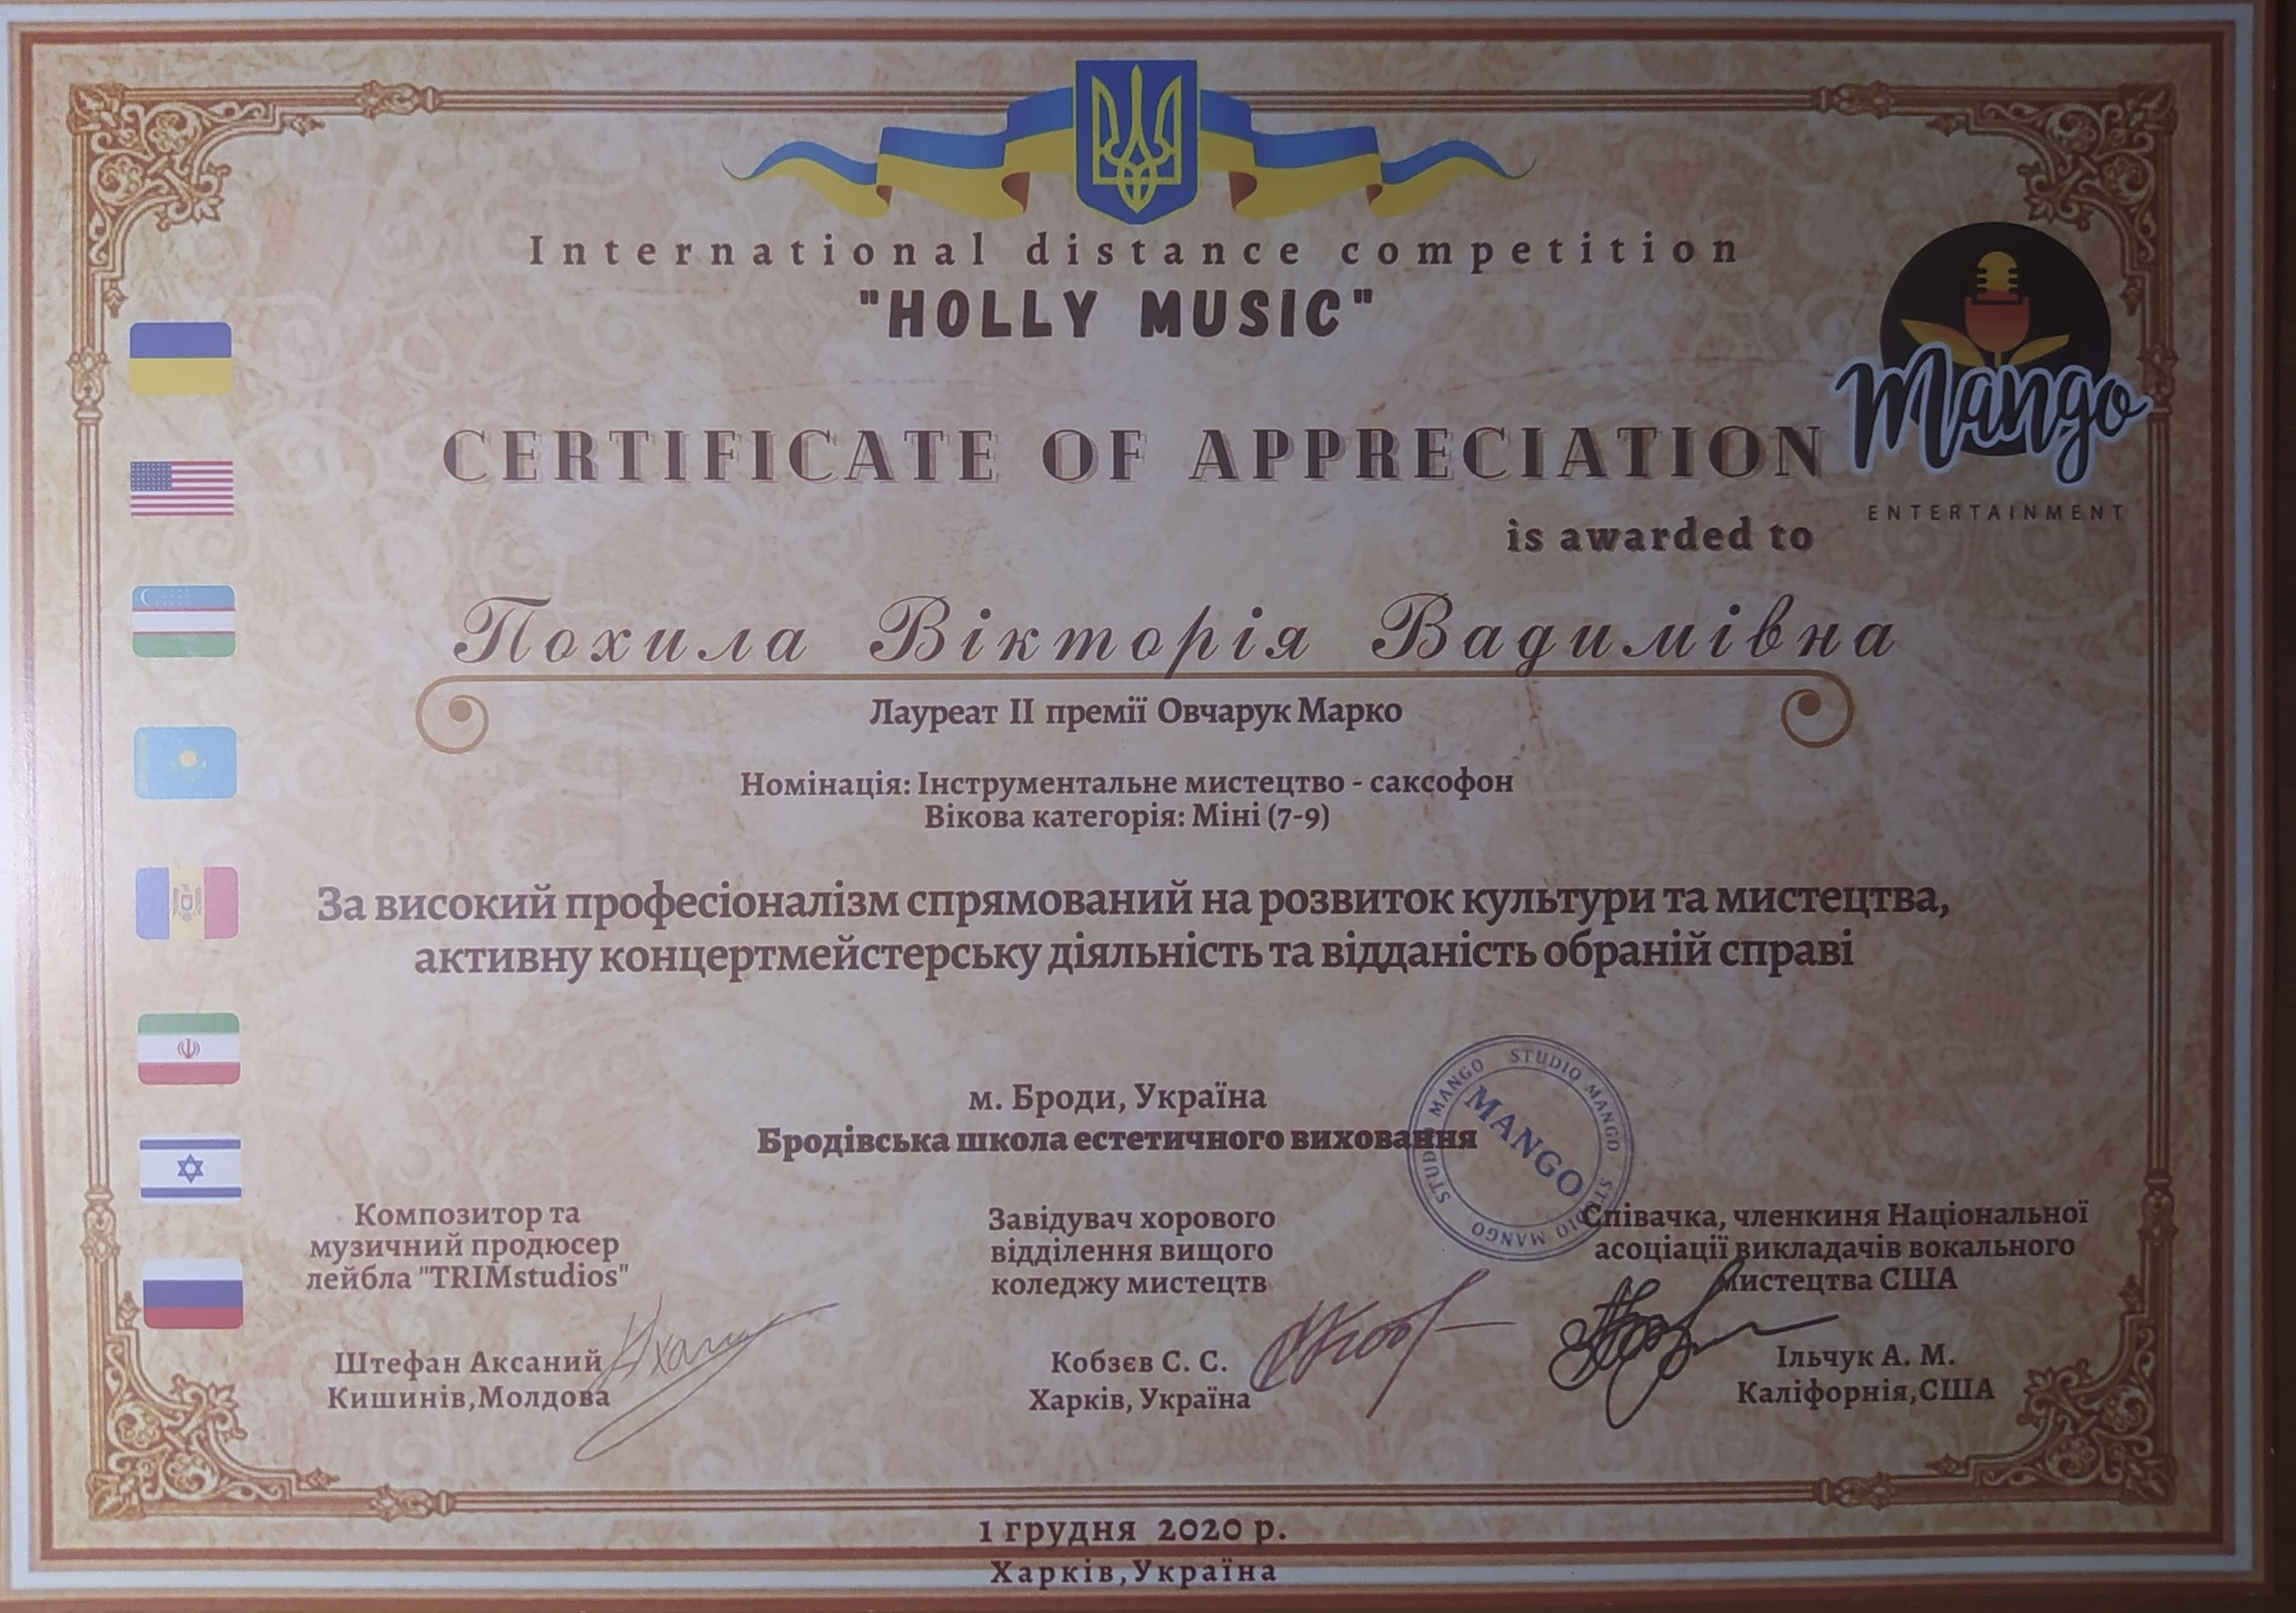 International distance competition
"HOLLY MUSIC"
Mango
ENTERTAINMENT
CERTIFICATE OF APPRECIATION
is awarded to
Похила Вікторія Вадимівна
Лауреат II премії Овчарук Марко
Номінація: Інструментальне мистецтво - саксофон
Вікова категорія: Міні (7-9)
За високий професіоналізм спрямований на розвиток культури та мистецтва,
активну концертмейстерську діяльність та відданість обраній справі
м. Броди, Україна
Бродівська школа естетичного виховання
STUDIO MANGO STUDIO MANGO STUDIO MANGO
MANGO
Композитор та
музичний продюсер
лейбла "TRIMstudios"
Штефан Аксаний
Кишинів,Молдова
Завідувач хорового
відділення вищого
коледжу мистецтв
Кобзєв С. С.
Харків, Україна
Співачка, членкиня Національної
асоціації викладачів вокального
мистецтва США
Ільчук А. М.
Каліфорнія,США
1 грудня 2020 р.
Харків,Україна